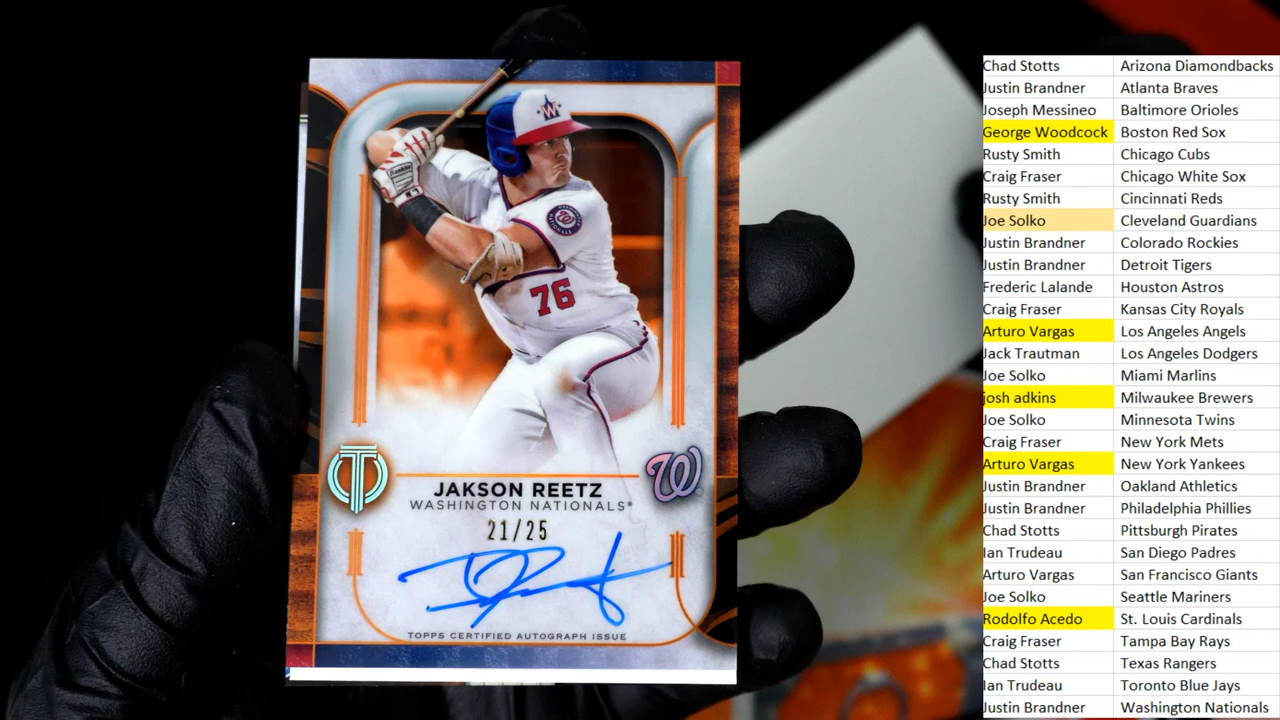 76
JAKSON REETZ
WASHINGTON NATIONALS
21/25
TOPPS CERTIFIED AUTOGRAPH ISSUE
Chad Stotts Arizona Diamondbacks
Justin Brandner Atlanta Braves
Joseph Messineo Baltimore Orioles
George Woodcock Boston Red Sox
Rusty Smith Chicago Cubs
Craig Fraser Chicago White Sox
Rusty Smith Cincinnati Reds
Joe Solko Cleveland Guardians
Justin Brandner Colorado Rockies
Justin Brandner Detroit Tigers
Frederic Lalande Houston Astros
Craig Fraser Kansas City Royals
Arturo Vargas Los Angeles Angels
Jack Trautman Los Angeles Dodgers
Joe Solko Miami Marlins
josh adkins Milwaukee Brewers
Joe Solko Minnesota Twins
Craig Fraser New York Mets
Arturo Vargas New York Yankees
Justin Brandner Oakland Athletics
Justin Brandner Philadelphia Phillies
Chad Stotts Pittsburgh Pirates
Ian Trudeau San Diego Padres
Arturo Vargas San Francisco Giants
Joe Solko Seattle Mariners
Rodolfo Acedo St. Louis Cardinals
Craig Fraser Tampa Bay Rays
Chad Stotts Texas Rangers
Ian Trudeau Toronto Blue Jays
Justin Brandner Washington Nationals